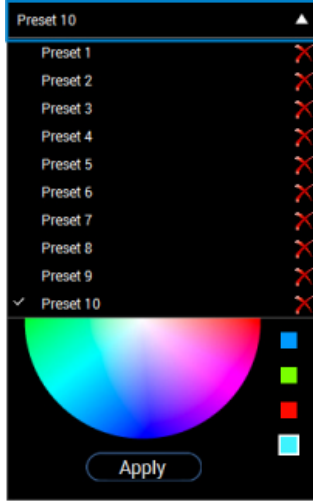 Preset 10
Preset 1
Preset 2
Preset 3
Preset 4
Preset 5
Preset 6
Preset 7
Preset 8
Preset 9
Preset 10
Apply